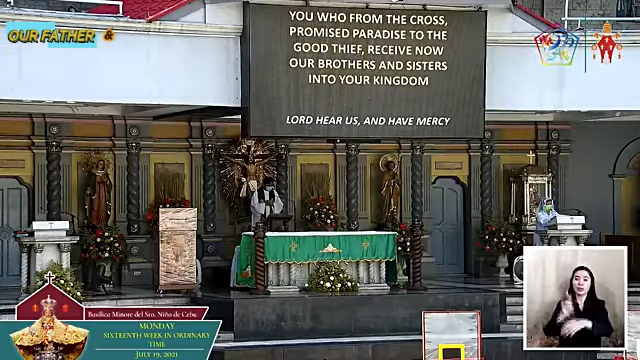 OUR FATHER &
YOU WHO FROM THE CROSS,
PROMISED PARADISE TO THE
GOOD THIEF, RECEIVE NOW
OUR BROTHERS AND SISTERS
INTO YOUR KINGDOM
LORD HEAR US, AND HAVE MERCY
Basilica Minore del Sto. Niño de Cebu
MONDAY
SIXTEENTH WEEK IN ORDINARY
TIME
JULY 19, 2021